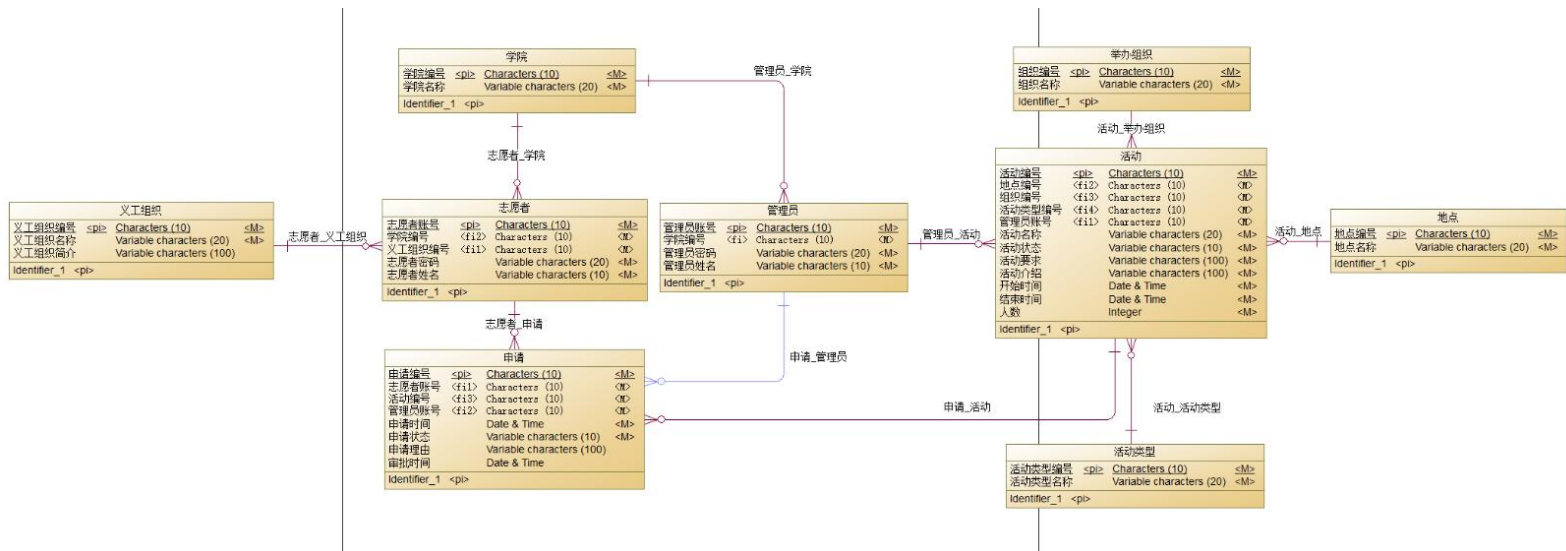 学院
学院编号 <pi> Characters (10) <M>
学院名称 Variable characters (20) <M>
Identifier_1 <pi>
管理员_学院
举办组织
组织编号 <pi> Characters (10) <M>
组织名称 Variable characters (20) <M>
Identifier_1 <pi>
志愿者_学院
活动_举办组织
义工组织
义工组织编号 <pi> Characters (10) <M>
义工组织名称 Variable characters (20) <M>
义工组织简介 Variable characters (100)
Identifier_1 <pi>
志愿者_义工组织
志愿者
志愿者账号 <pi> Characters (10) <M>
学院编号 <fi2> Characters (10) <M>
义工组织编号 <fi1> Characters (10) <M>
志愿者密码 Variable characters (20) <M>
志愿者姓名 Variable characters (10) <M>
Identifier_1 <pi>
管理员
管理员账号 <pi> Characters (10) <M>
学院编号 <fi> Characters (10) <M>
管理员密码 Variable characters (20) <M>
管理员姓名 Variable characters (10) <M>
Identifier_1 <pi>
管理员_活动
活动
活动编号 <pi> Characters (10) <M>
地点编号 <fi2> Characters (10) <M>
组织编号 <fi3> Characters (10) <M>
活动类型编号 <fi4> Characters (10) <M>
管理员账号 <fi1> Characters (10) <M>
活动名称 Variable characters (20) <M>
活动状态 Variable characters (10) <M>
活动要求 Variable characters (100) <M>
活动介绍 Variable characters (100) <M>
开始时间 Date & Time <M>
结束时间 Date & Time <M>
人数 Integer <M>
Identifier_1 <pi>
活动_地点
地点
地点编号 <pi> Characters (10) <M>
地点名称 Variable characters (20) <M>
Identifier_1 <pi>
志愿者_申请
申请
申请编号 <pi> Characters (10) <M>
志愿者账号 <fi1> Characters (10) <M>
活动编号 <fi3> Characters (10) <M>
管理员账号 <fi2> Characters (10) <M>
申请时间 Date & Time <M>
申请状态 Variable characters (10) <M>
申请理由 Variable characters (100)
审批时间 Date & Time
Identifier_1 <pi>
申请_管理员
申请_活动
活动_活动类型
活动类型
活动类型编号 <pi> Characters (10) <M>
活动类型名称 Variable characters (20) <M>
Identifier_1 <pi>